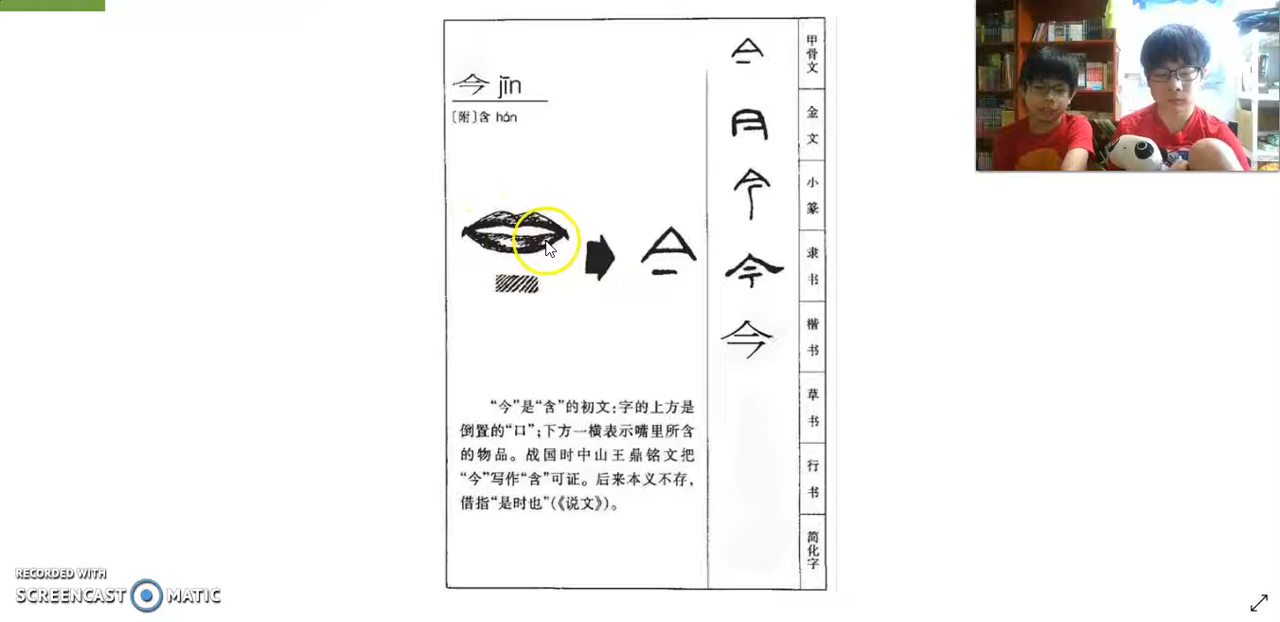 今 jīn
〔附〕含 hán
“今”是“含”的初文；字的上方是
倒置的“口”；下方一横表示嘴里所含
的物品。战国时中山王鼎铭文把
“今”写作“含”可证。后来本义不存，
借指“是时也”(《说文》)。
今
甲骨文
金文
小篆
隶书
楷书
草书
行书
简化字
RECORDED WITH
SCREENCAST MATIC